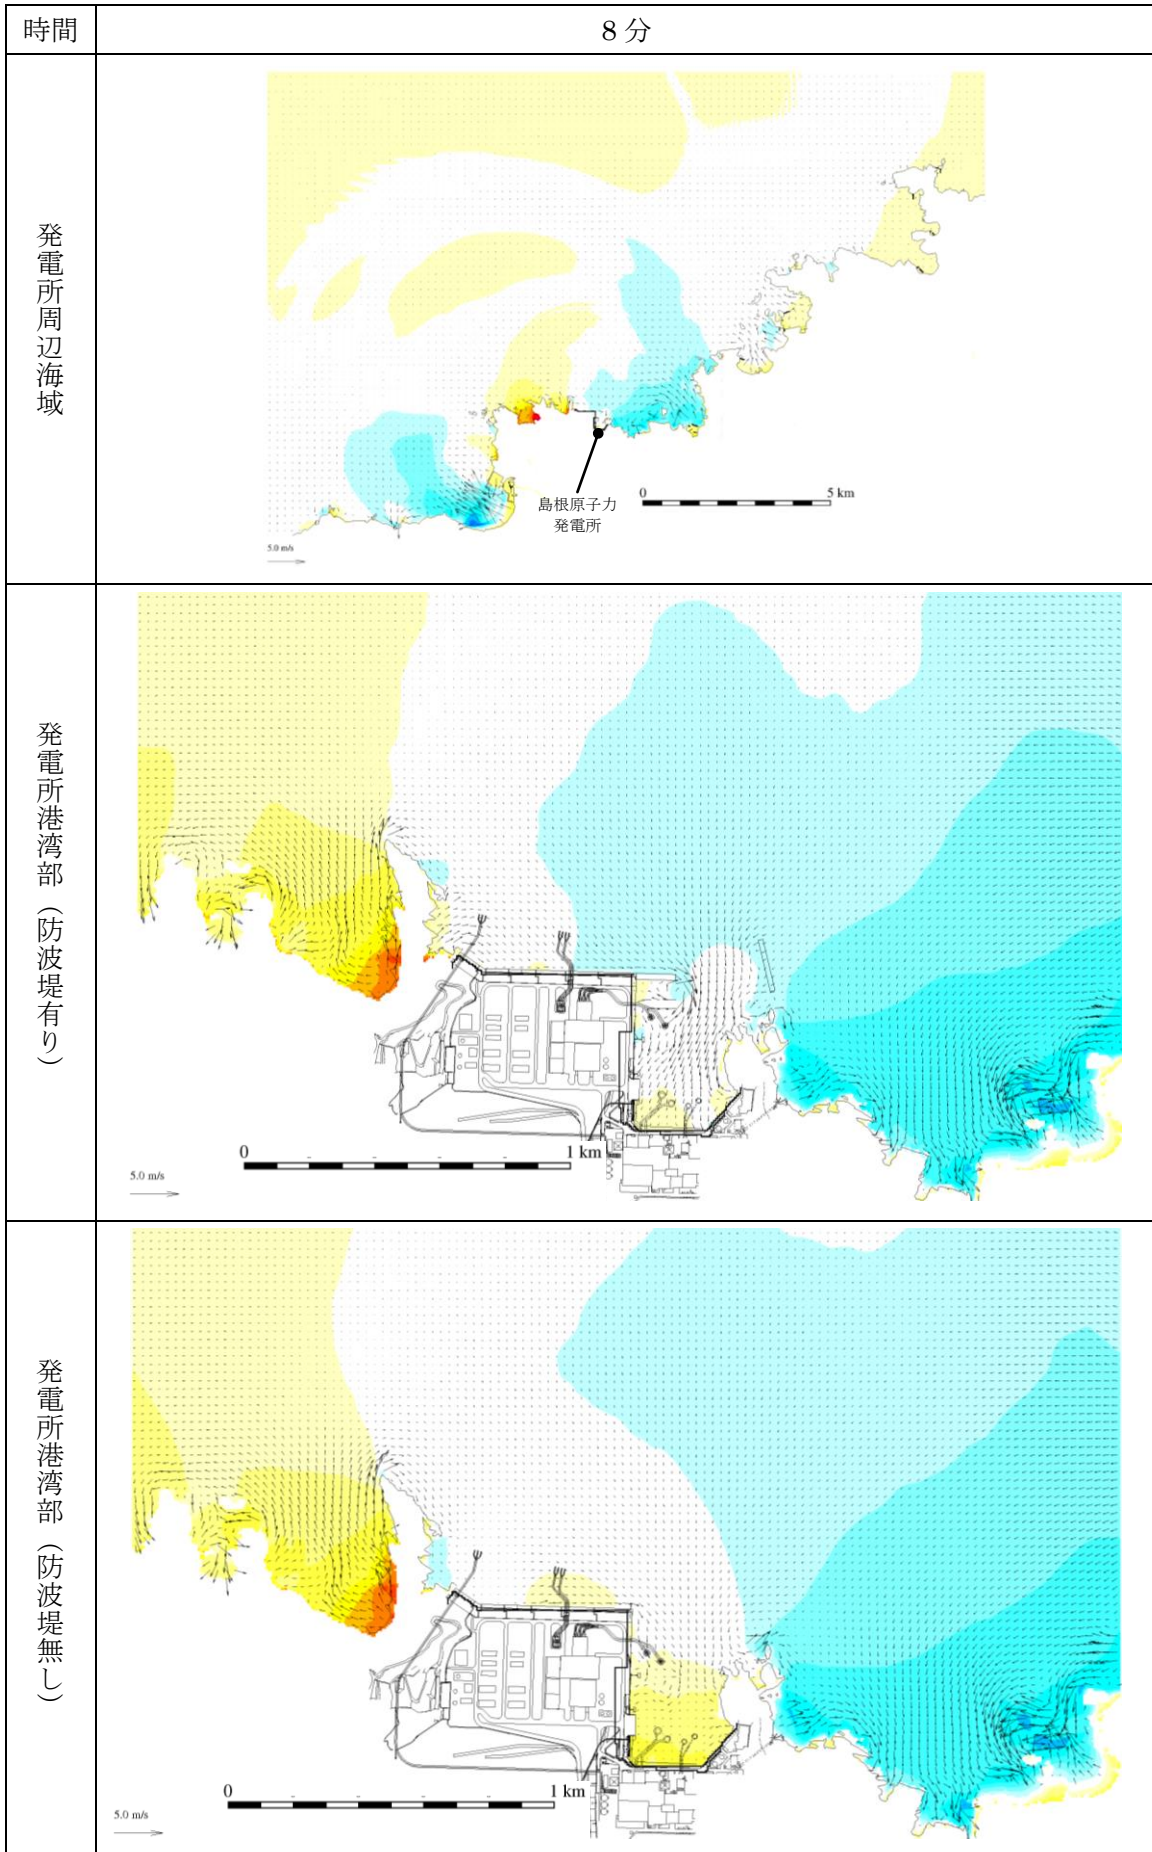 時間
8分
発電所周辺海域
島根原子力
発電所
0
5 km
5.0 m/s
発電所港湾部（防波堤有り）
0
1 km
5.0 m/s
発電所港湾部（防波堤無し）
0
1 km
5.0 m/s